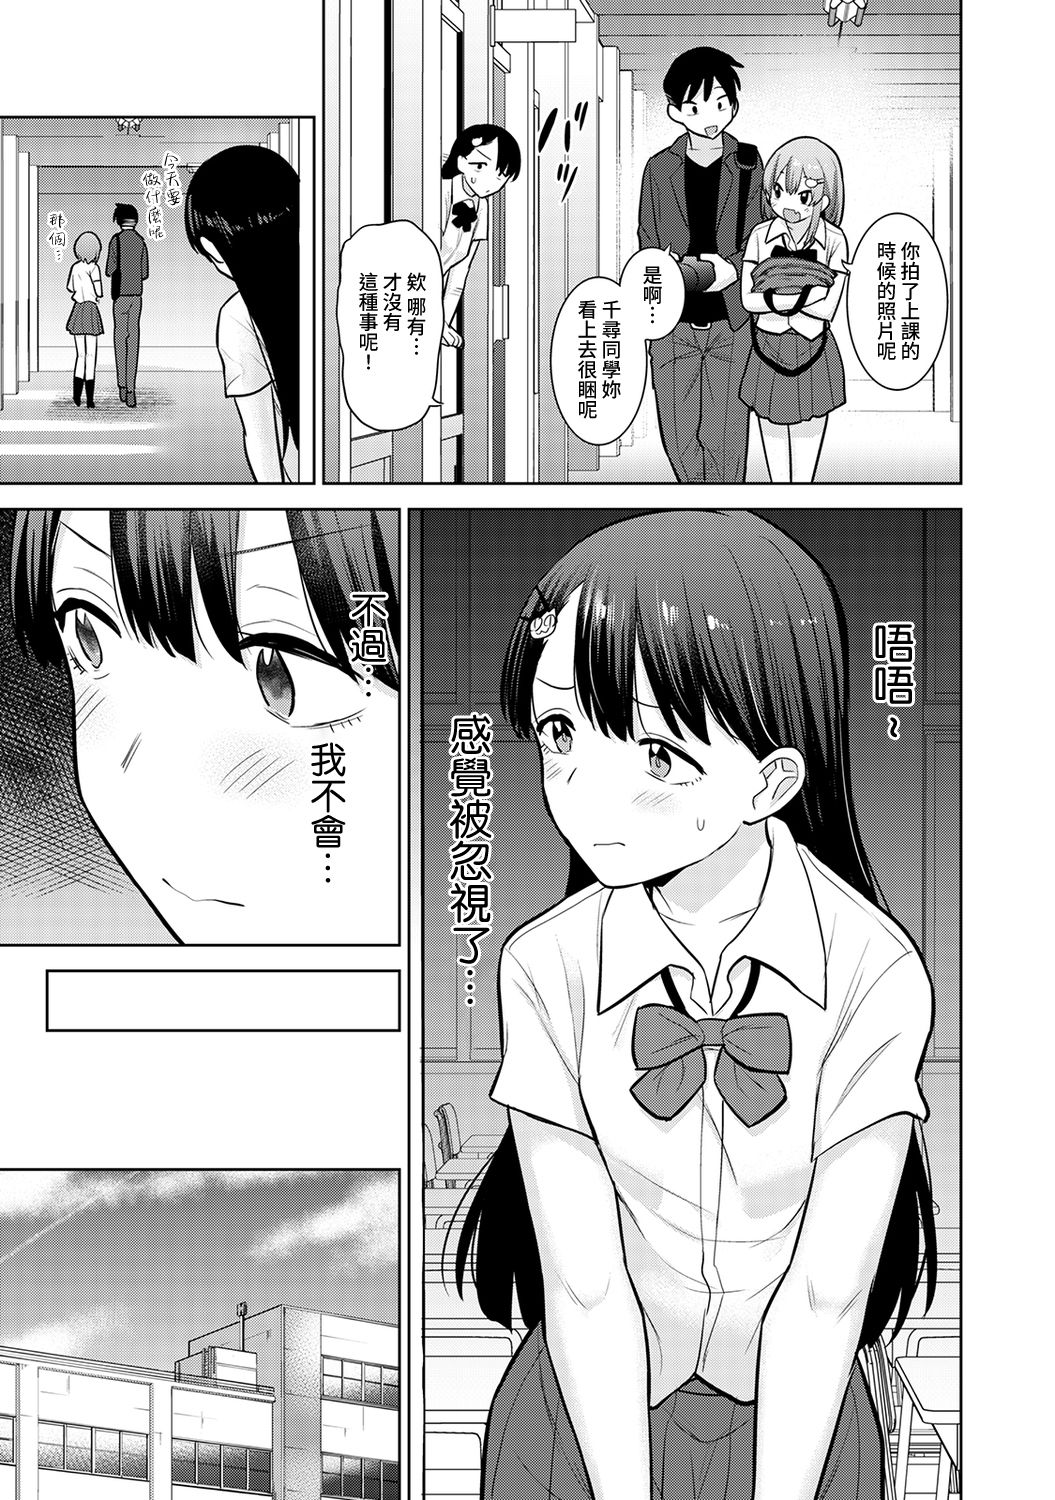 你拍了上課的
時候的照片呢
是啊…
千尋同學妳
看上去很睏呢
欸哪有…
才沒有
這種事呢！
今天要
做什麼呢
那個…
唔唔~
感覺被忽視了…
不過…
我不會…